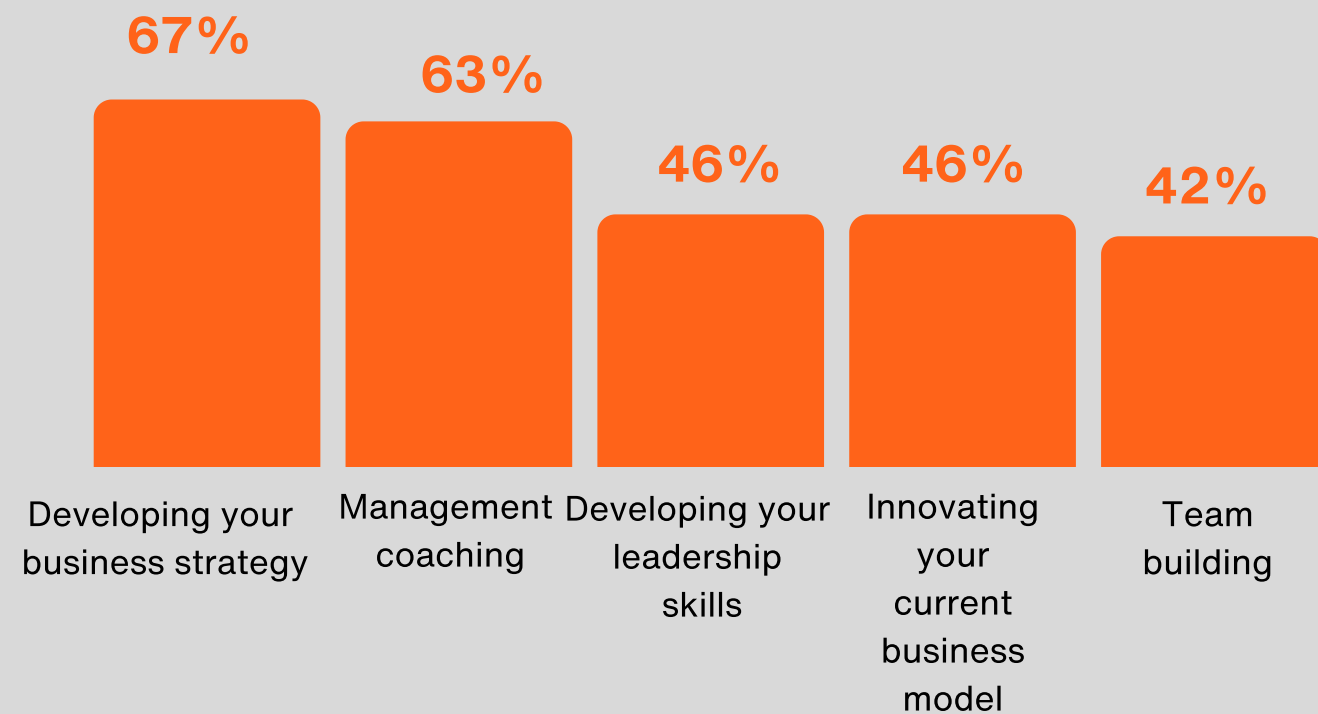 67%
63%
46%
46%
42%
Developing your
business strategy
Management
coaching
Developing your
leadership
skills
Innovating
your
current
business
model
Team
building